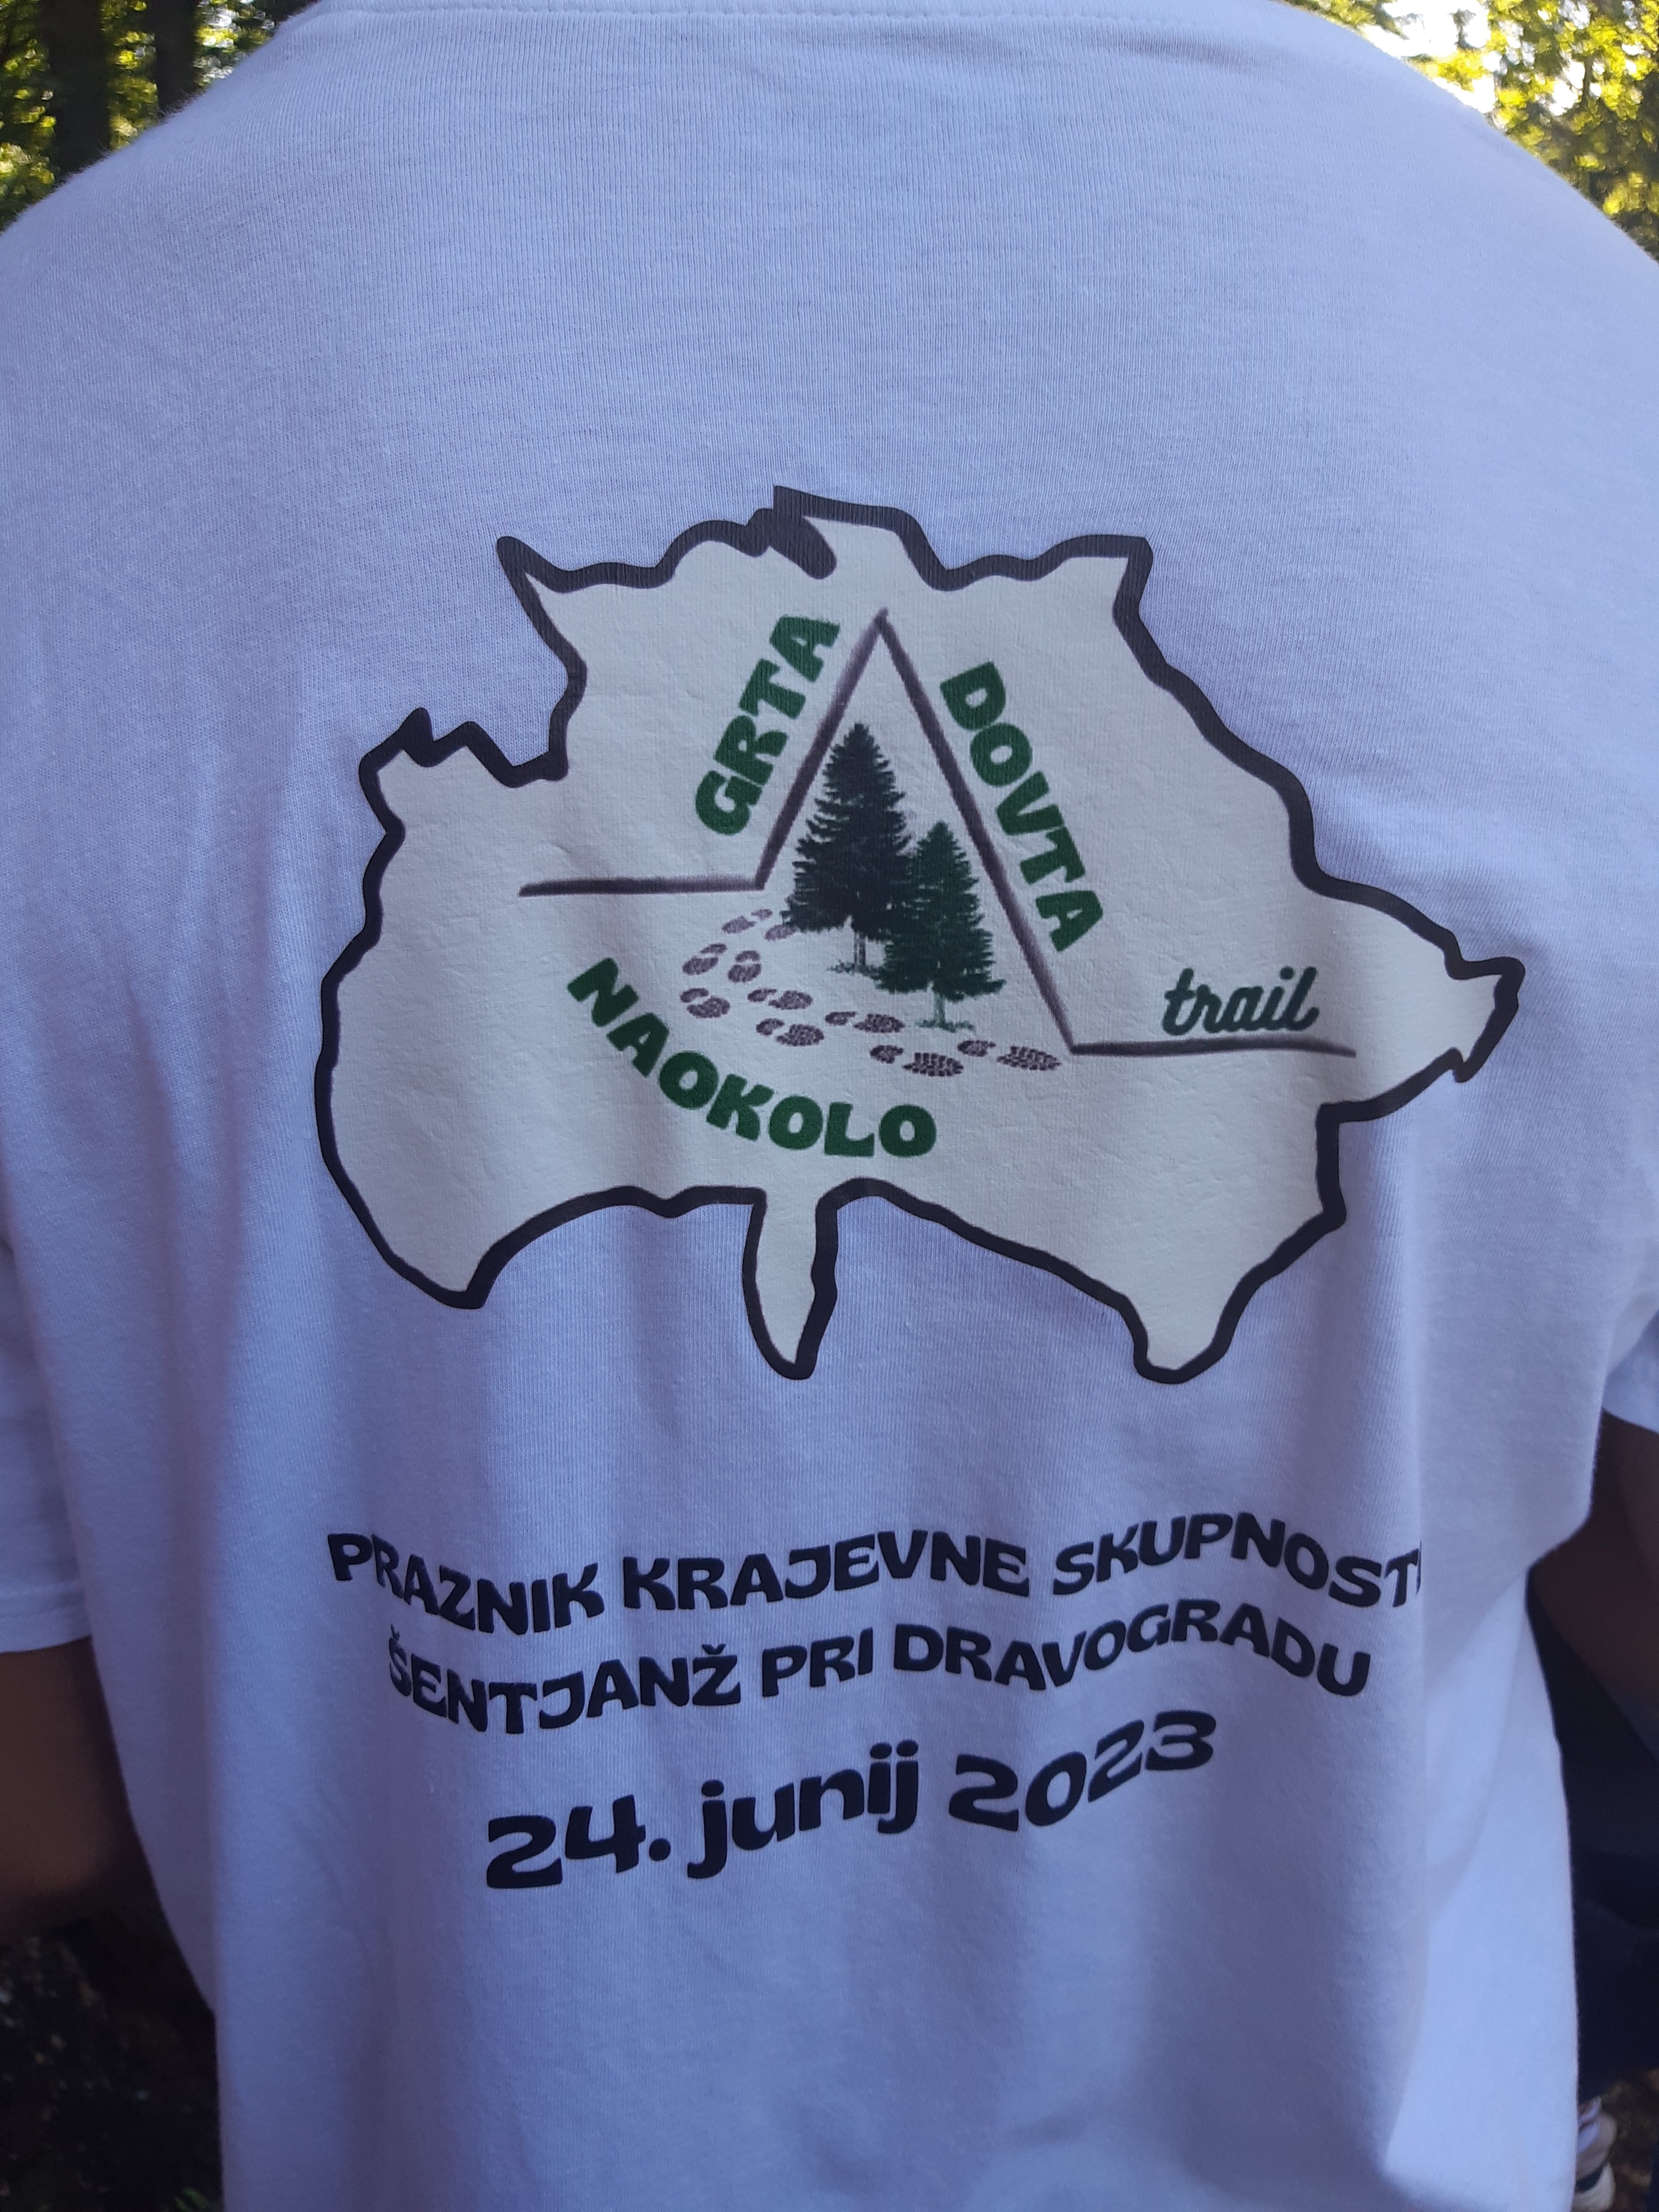 GRTA
DOVTA
NAOKOLO
trail
PRAZNIK KRAJEVNE SKUPNOSTI
ŠENTJANŽ PRI DRAVOGRADU
24. junij 2023